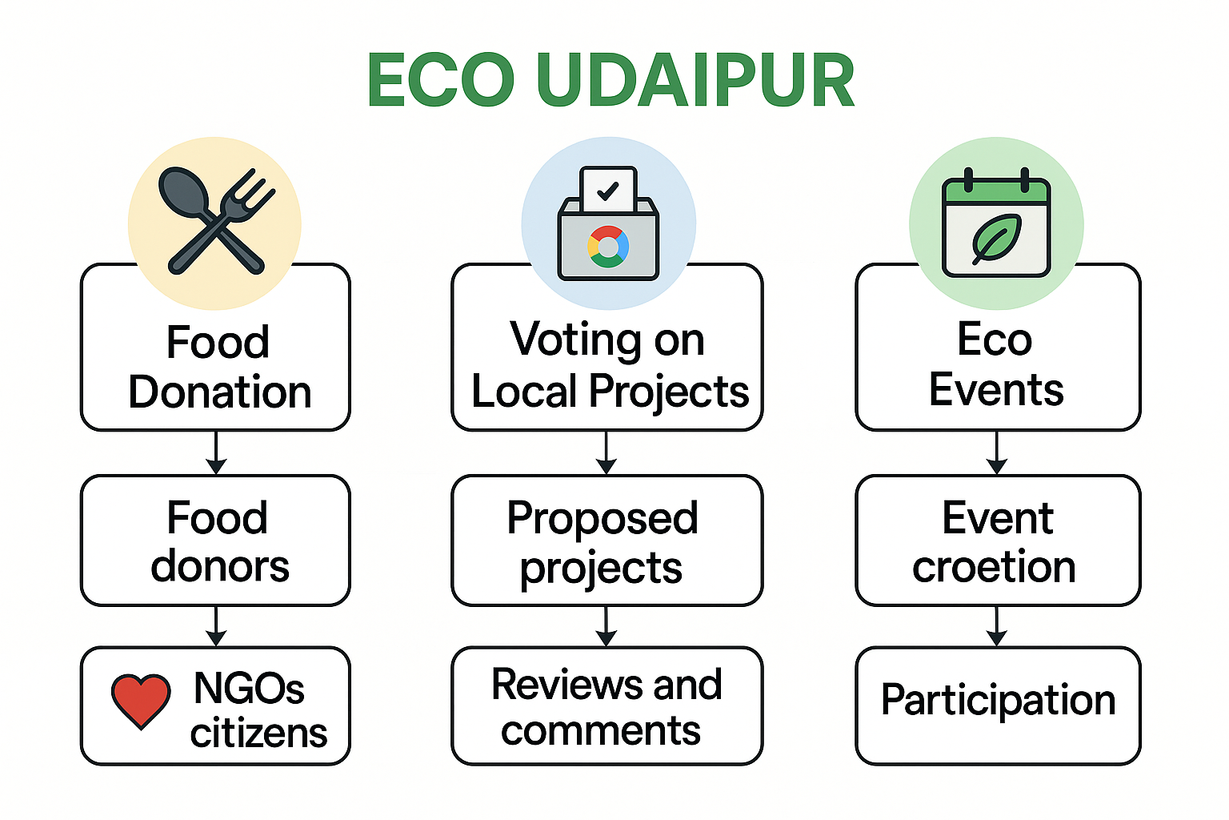 ECO UDAIPUR
Food
Donation
Food
donors
NGOs
citizens
Voting on
Local Projects
Proposed
projects
Reviews and
comments
Eco
Events
Event
croetion
Participation